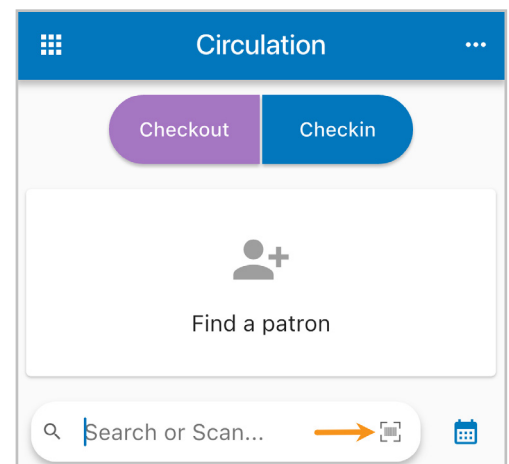 Circulation
Checkout Checkin
Find a patron
Search or Scan...